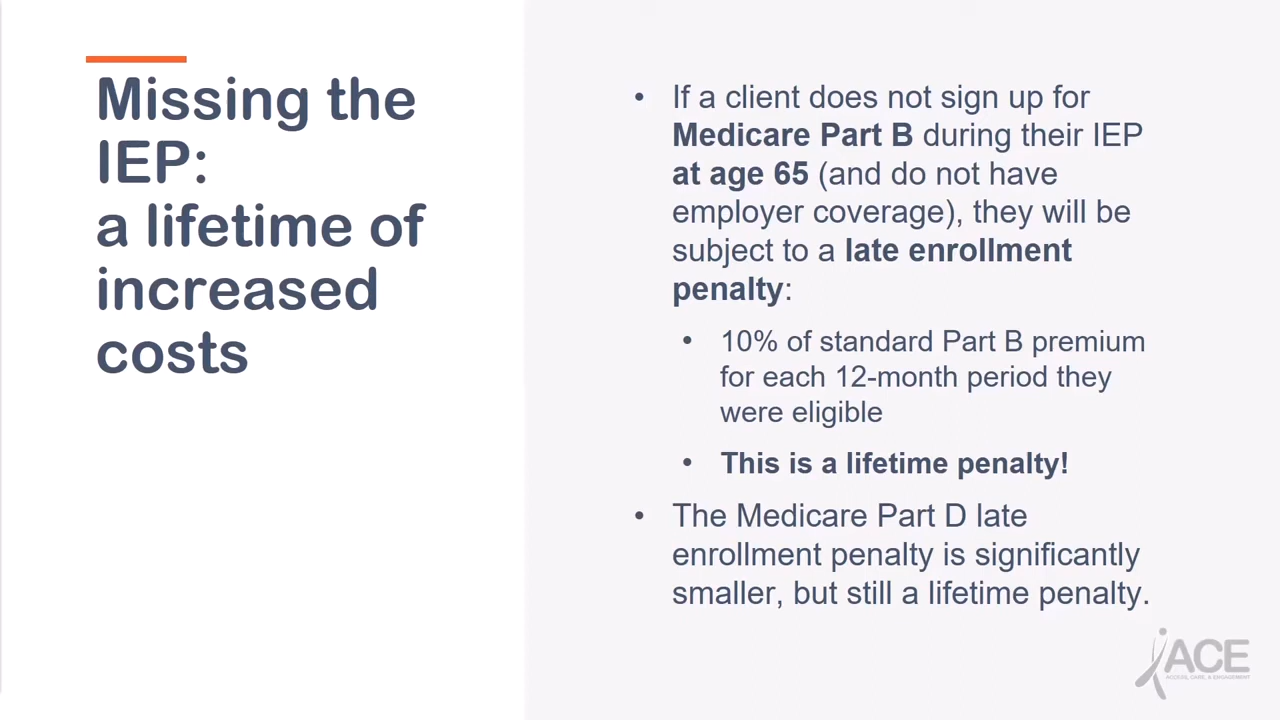 Missing the
IEP:
a lifetime of
increased
costs
• If a client does not sign up for
Medicare Part B during their IEP
at age 65 (and do not have
employer coverage), they will be
subject to a late enrollment
penalty:
• 10% of standard Part B premium
for each 12-month period they
were eligible
• This is a lifetime penalty!
• The Medicare Part D late
enrollment penalty is significantly
smaller, but still a lifetime penalty.
ACE
ACCESS, CARE, & ENGAGEMENT